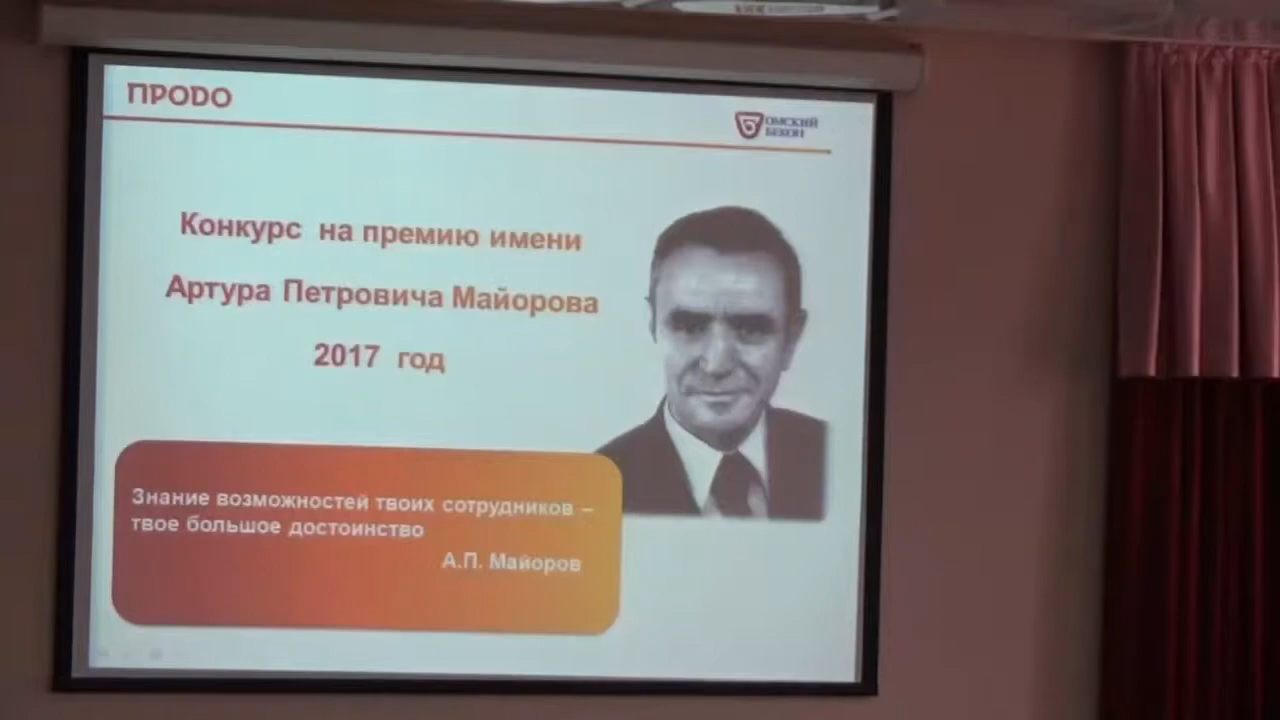 ПРОДО
ОМСКИЙ
БЕКОН
Конкурс на премию имени
Артура Петровича Майорова
2017 год
Знание возможностей твоих сотрудников –
твое большое достоинство
А.П. Майоров